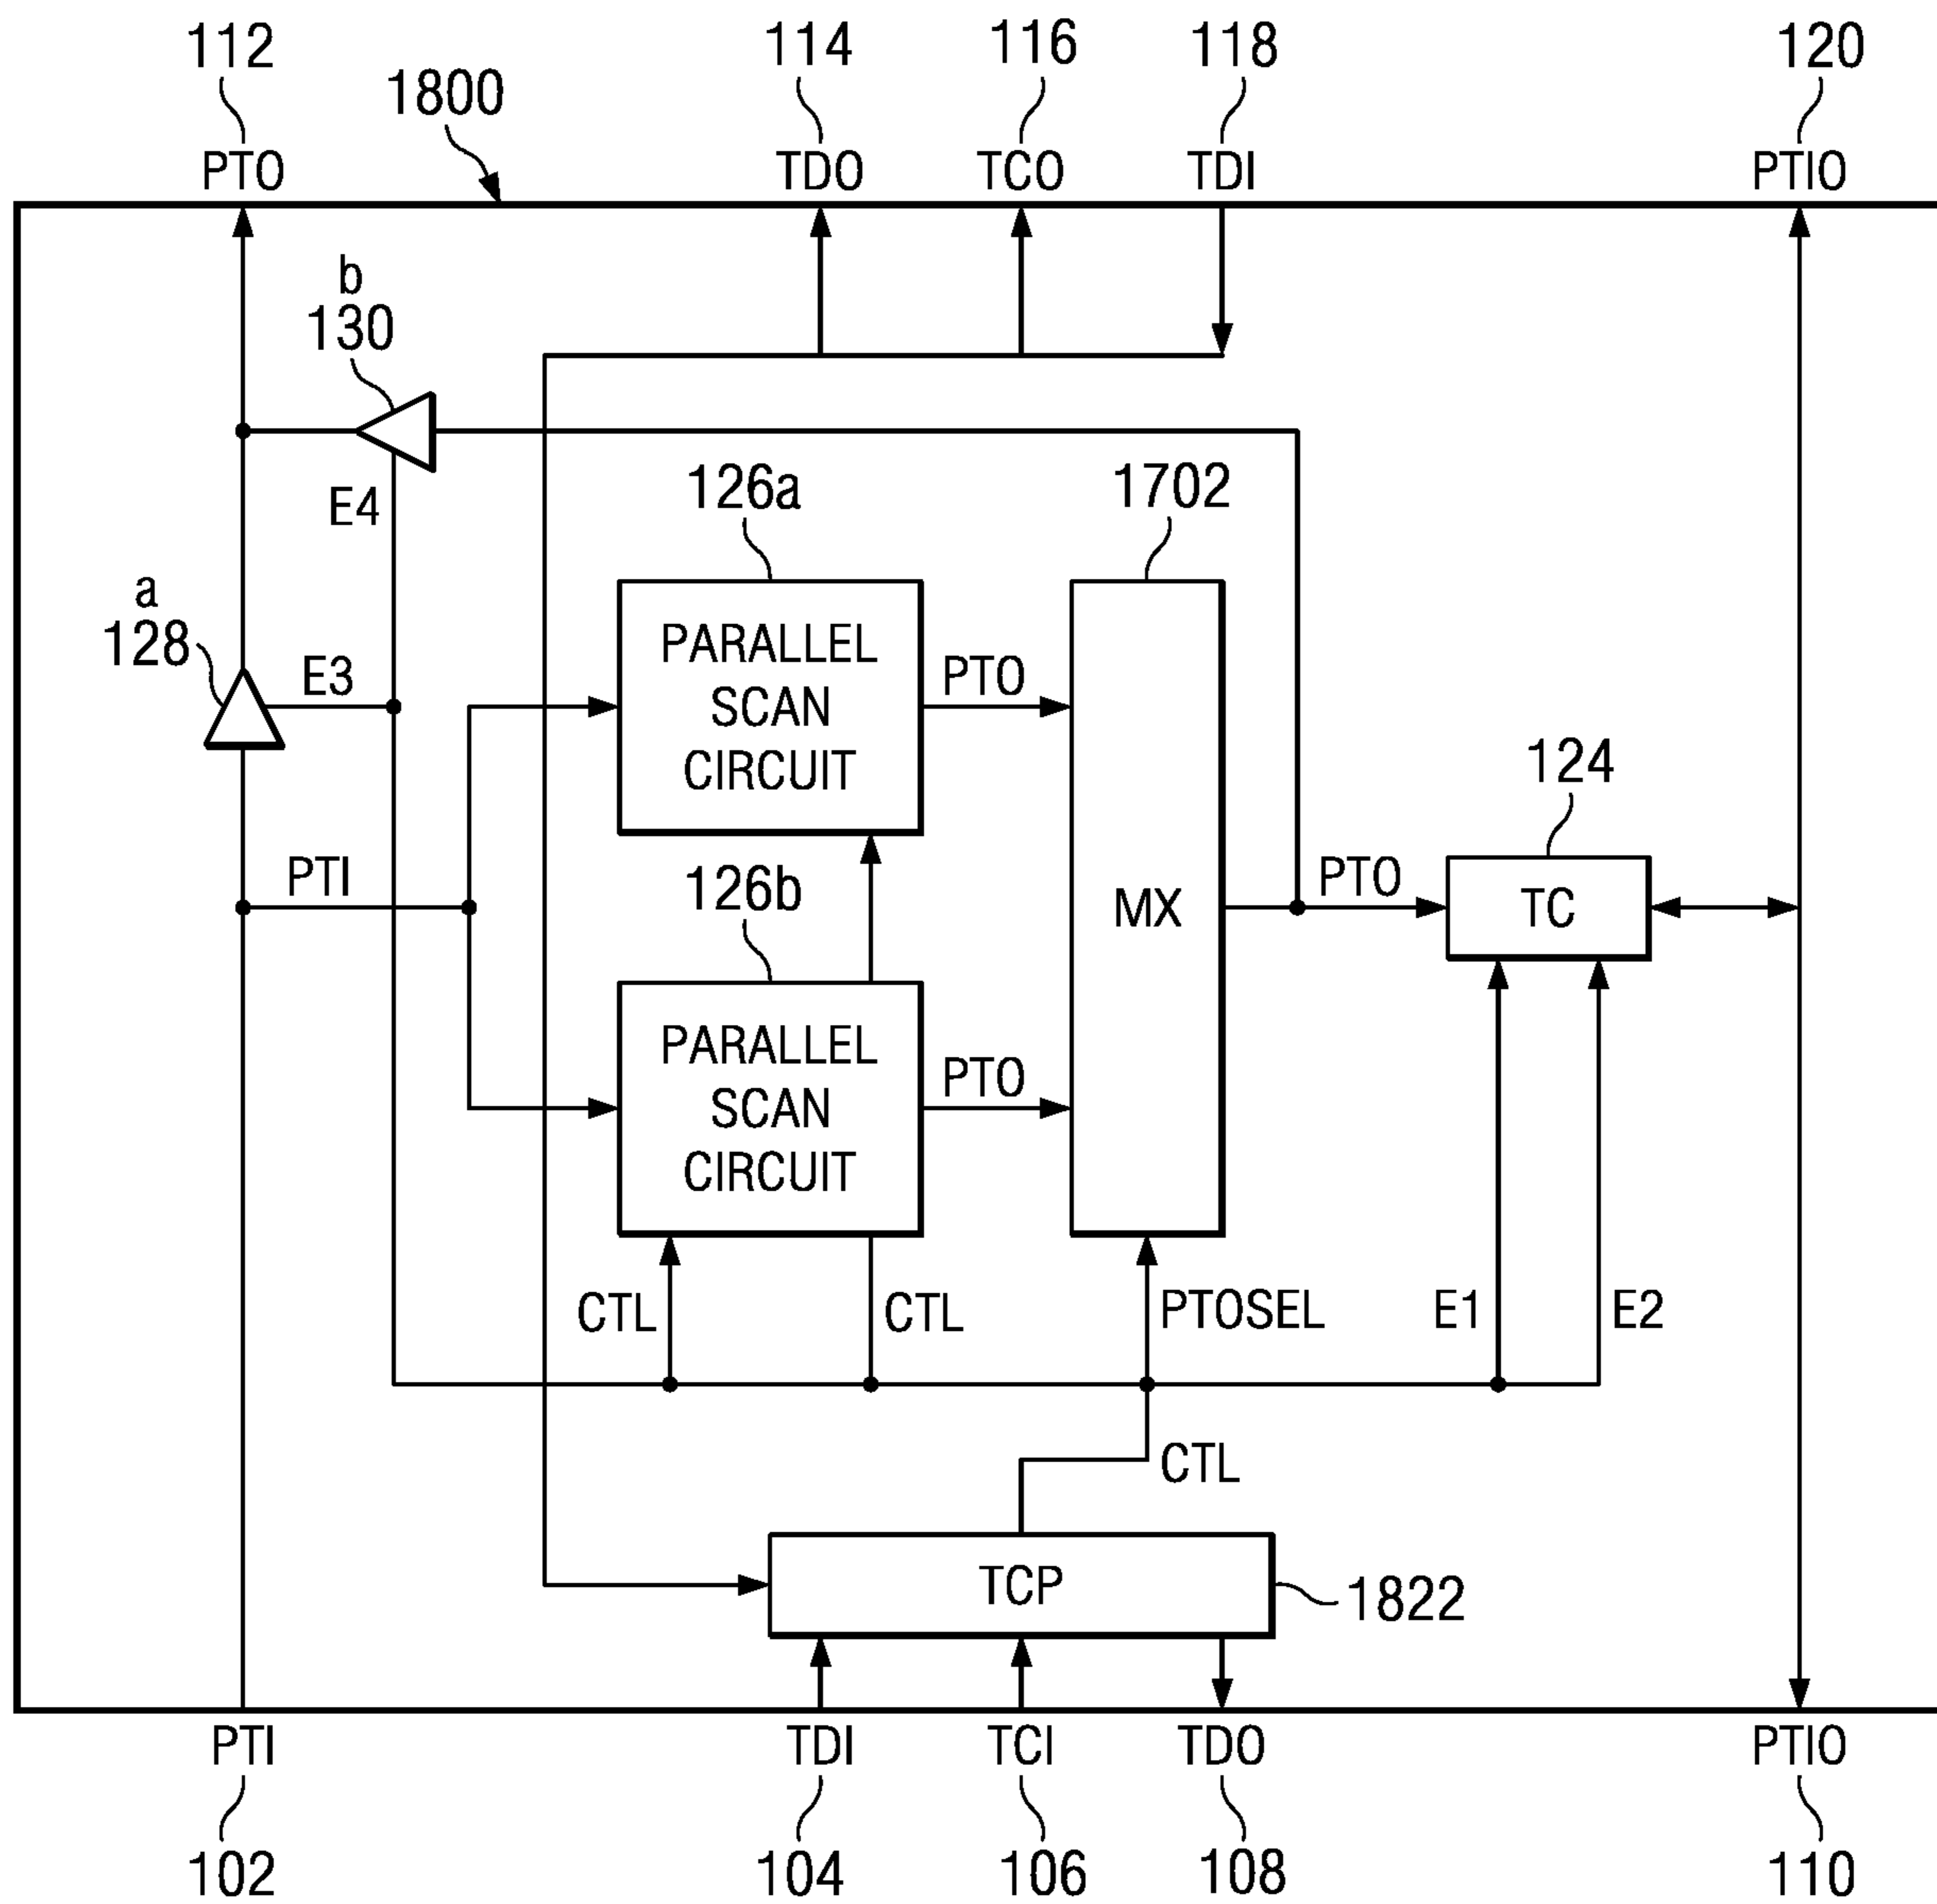 112
114
116
118
120
1800
PTO
TDO
TCO
TDI
PTIO
b
130
E4
126a
1702
a
128
E3
PARALLEL
SCAN
CIRCUIT
PTO
124
PTI
126b
MX
PTO
TC
PARALLEL
SCAN
CIRCUIT
PTO
CTL
CTL
PTOSEL
E1
E2
CTL
TCP
1822
PTI
TDI
TCI
TDO
PTIO
102
104
106
108
110